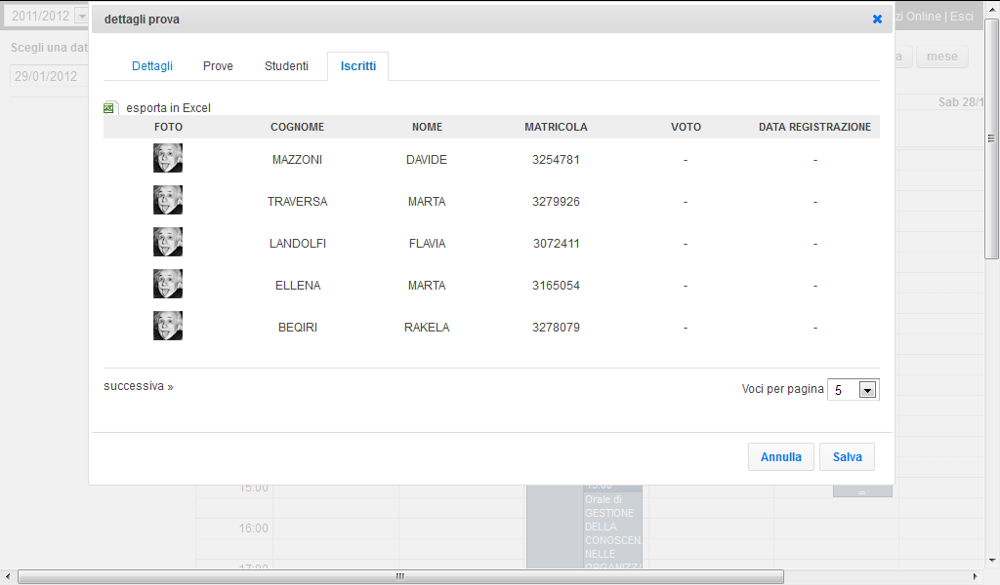 2011/2012
dettagli prova
zi Online | Esci
Scegli una dat
29/01/2012
mese
Sab 28/1
Dettagli
Prove
Studenti
Iscritti
esporta in Excel
FOTO COGNOME NOME MATRICOLA VOTO DATA REGISTRAZIONE
MAZZONI DAVIDE 3254781 - -
TRAVERSA MARTA 3279926 - -
LANDOLFI FLAVIA 3072411 - -
ELLENA MARTA 3165054 - -
BEQIRI RAKELA 3278079 - -
successiva »
Voci per pagina 5
Annulla
Salva
15:00
Orale di
GESTIONE
DELLA
CONOSCEN
NELLE
ORGANIZZ
16:00
17:00